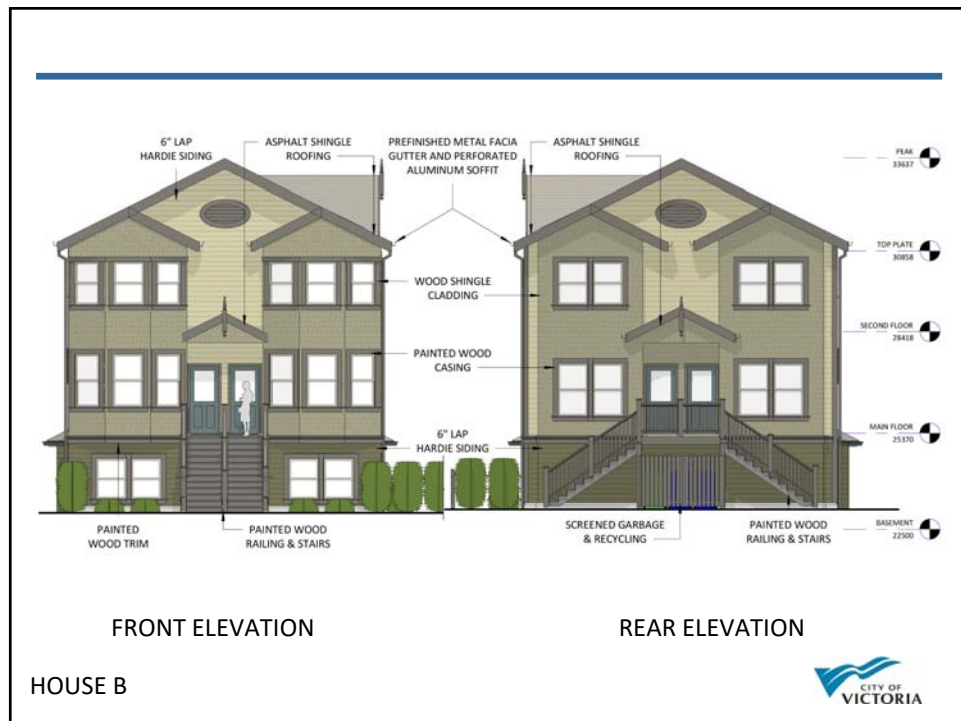 6" LAP
HARDIE SIDING
ASPHALT SHINGLE
ROOFING
PREFINISHED METAL FACIA
GUTTER AND PERFORATED
ALUMINUM SOFFIT
ASPHALT SHINGLE
ROOFING
PEAK
33637
TOP PLATE
30858
WOOD SHINGLE
CLADDING
SECOND FLOOR
28418
PAINTED WOOD
CASING
MAIN FLOOR
25370
6" LAP
HARDIE SIDING
PAINTED
WOOD TRIM
PAINTED WOOD
RAILING & STAIRS
SCREENED GARBAGE
& RECYCLING
PAINTED WOOD
RAILING & STAIRS
BASEMENT
22500
FRONT ELEVATION
REAR ELEVATION
HOUSE B
CITY OF
VICTORIA